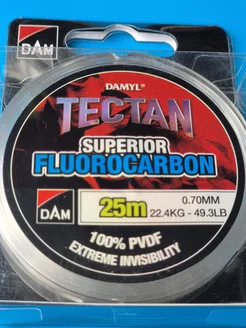 DAM
DAMYL®
TECTAN
SUPERIOR
FLUOROCARBON
DAM
25m
0.70MM
22.4KG - 49.3LB
100% PVDF
EXTREME INVISIBILITY